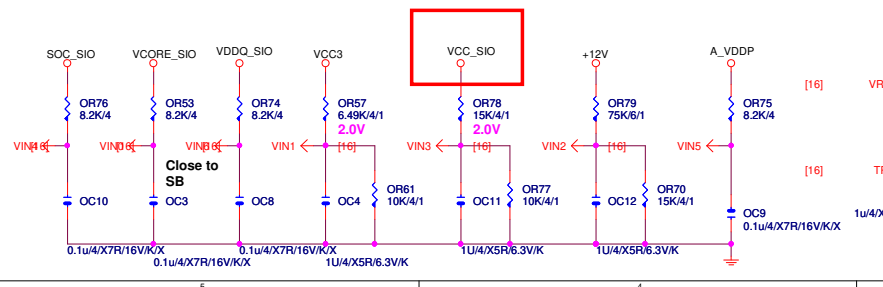 SOC_SIO
VCORE_SIO
VDDQ_SIO
VCC3
VCC_SIO
+12V
A_VDDP
OR76
8.2K/4
OR53
8.2K/4
OR74
8.2K/4
OR57
6.49K/4/1
2.0V
OR78
15K/4/1
2.0V
OR79
75K/6/1
OR75
8.2K/4
[16]
VR
VIN4
[16]
[16]
[16]
VIN1
[16]
VIN3
[16]
VIN2
[16]
VIN5
Close to
SB
[16]
OC10
OC3
OC8
OC4
OR61
10K/4/1
OC11
OR77
10K/4/1
OC12
OR70
15K/4/1
OC9
0.1u/4/X7R/16V/K/X
0.1u/4/X7R/16V/K/X
0.1u/4/X7R/16V/K/X
0.1u/4/X7R/16V/K/X
1U/4/X5R/6.3V/K
1U/4/X5R/6.3V/K
1U/4/X5R/6.3V/K